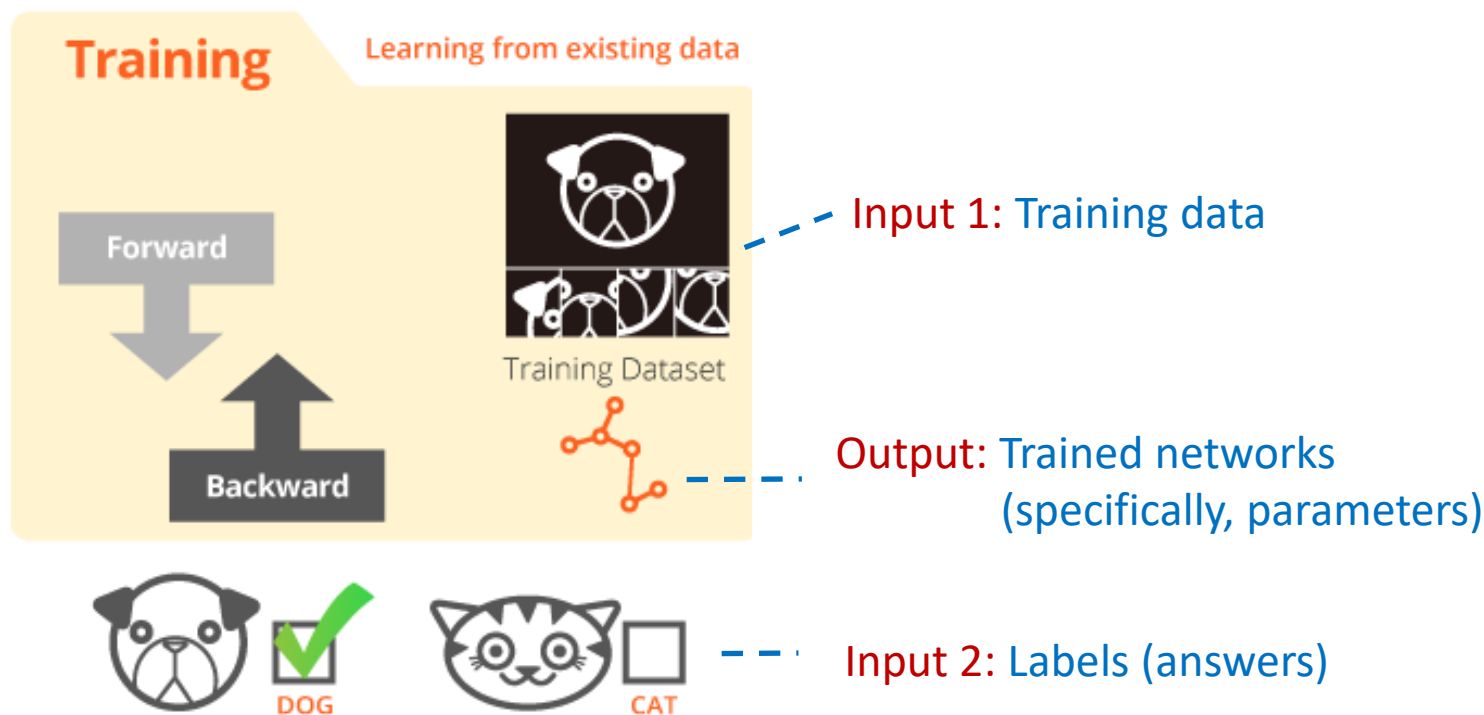 Training
Learning from existing data
Forward
Training Dataset
Backward
Input 1: Training data
Output: Trained networks
(specifically, parameters)
DOG
CAT
Input 2: Labels (answers)